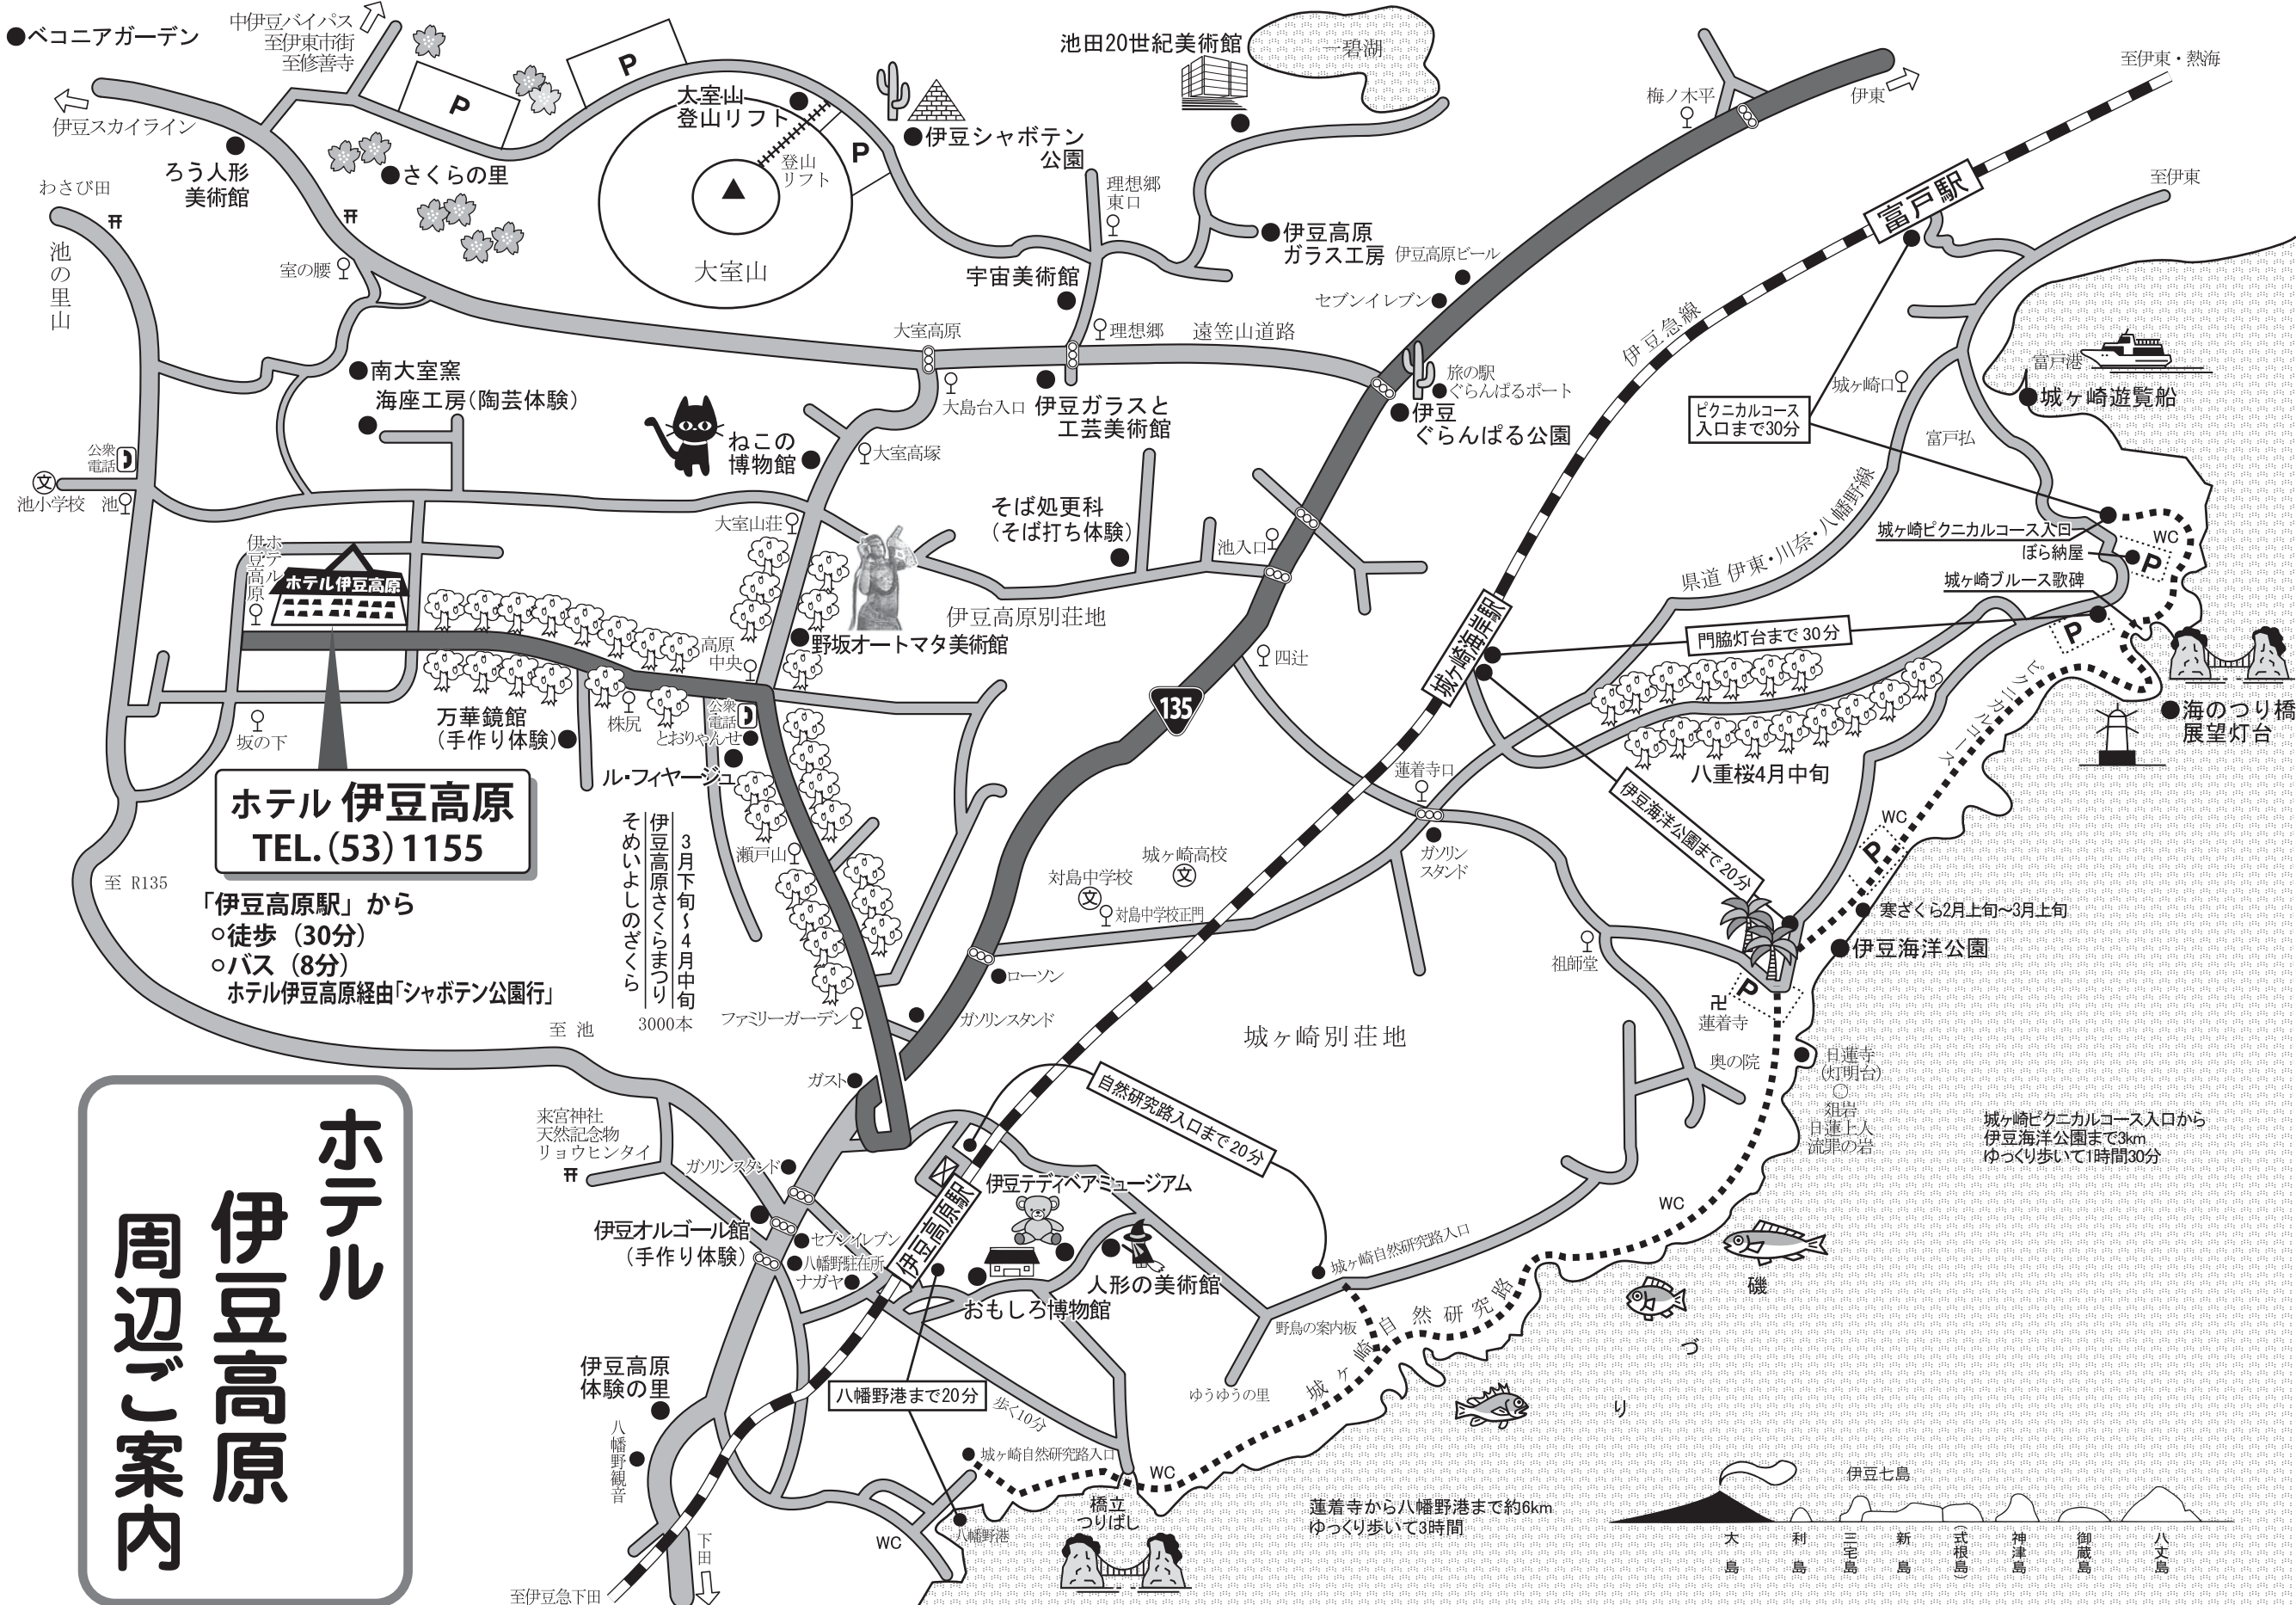 ベコニアガーデン
中伊豆バイパス
至伊東市街
至修善寺
P
P
伊豆スカイライン
ろう人形
美術館
さくらの里
大室山
登山リフト
登山
リフト
P
大室山
伊豆シャボテン
公園
池田20世紀美術館
一碧湖
理想郷
東口
伊豆高原
ガラス工房
伊豆高原ビール
セブンイレブン
宇宙美術館
梅ノ木平
伊東
至伊東・熱海
富戸駅
至伊東
わさび田
池の里山
室の腰
大室高原
理想郷
遠笠山道路
伊豆急線
南大室窯
海座工房(陶芸体験)
大島台入口
伊豆ガラスと
工芸美術館
旅の駅
ぐらんぱるポート
伊豆
ぐらんぱる公園
城ヶ崎口
富戸港
城ヶ崎遊覧船
ピクニカルコース
入口まで30分
富戸払
公衆
電話
文
池小学校
池
ねこの
博物館
大室高塚
大室山荘
そば処更科
(そば打ち体験)
池入口
県道 伊東・川奈・八幡野線
城ヶ崎ピクニカルコース入口
WC
ぼら納屋
P
城ヶ崎ブルース歌碑
P
ホテル
伊豆高原
ホテル伊豆高原
伊豆高原別荘地
野坂オートマタ美術館
高原
中央
四辻
城ヶ崎海岸駅
門脇灯台まで30分
ピクニカルコース
海のつり橋
展望灯台
135
坂の下
万華鏡館
(手作り体験)
株尻
公衆
電話
とおりゃんせ
ル・フィヤージュ
八重桜4月中旬
蓮着寺口
伊豆海洋公園まで20分
WC
P
ホテル 伊豆高原
TEL.(53)1155
至 R135
「伊豆高原駅」から
○徒歩(30分)
○バス(8分)
ホテル伊豆高原経由「シャボテン公園行」
3月下旬〜4月中旬
伊豆高原さくらまつり
そめいよしのざくら
3000本
瀬戸山
城ヶ崎高校
文
対島中学校
文
対島中学校正門
ガソリン
スタンド
寒ざくら2月上旬〜3月上旬
伊豆海洋公園
祖師堂
P
卍
蓮着寺
ローソン
ファミリーガーデン
ガソリンスタンド
至 池
城ヶ崎別荘地
奥の院
日蓮寺
(灯明台)
○
俎岩
日蓮上人
流罪の岩
ガスト
自然研究路入口まで20分
城ヶ崎ピクニカルコース入口から
伊豆海洋公園まで3km
ゆっくり歩いて1時間30分
来宮神社
天然記念物
リョウヒンタイ
ガソリンスタンド
伊豆テディベアミュージアム
伊豆オルゴール館
(手作り体験)
セブンイレブン
八幡野駐在所
ナガヤ
伊豆高原駅
おもしろ博物館
人形の美術館
城ヶ崎自然研究路入口
WC
磯づり
野鳥の案内板
城ヶ崎自然研究路
ゆうゆうの里
伊豆高原
体験の里
八幡野港まで20分
歩く10分
八幡野観音
城ヶ崎自然研究路入口
WC
橋立
つりばし
WC
八幡野港
下田
至伊豆急下田
蓮着寺から八幡野港まで約6km
ゆっくり歩いて3時間
伊豆七島
大島
利島
三宅島
新島
(式根島)
神津島
御蔵島
八丈島
ホテル
伊豆高原
周辺ご案内